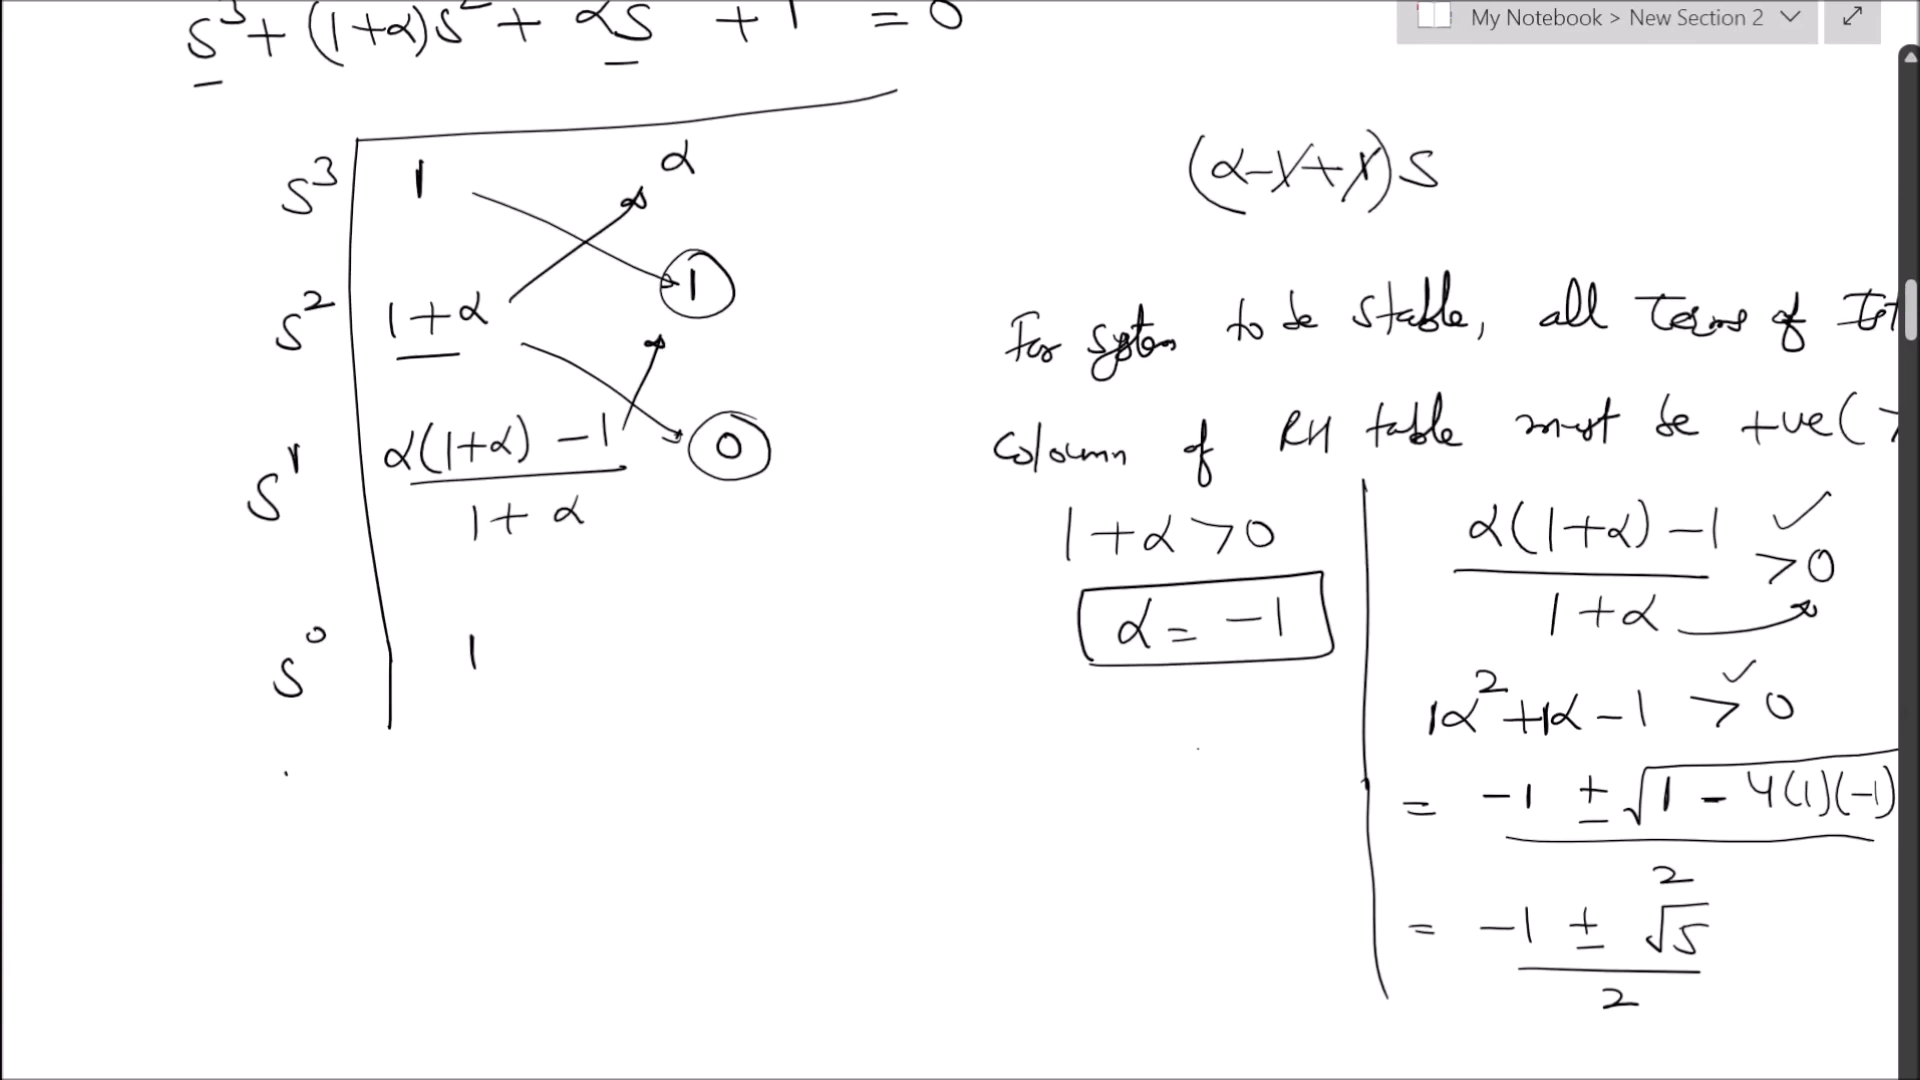 s³ + (1+α)s² + αs + 1 = 0
My Notebook > New Section 2
s³ 1 α
(α-1+1)s
s² 1+α 1
For system to be stable, all terms of Ist
s¹ α(1+α) -1 0
1+α
column of RH table must be +ve( >
s⁰ 1
1+α >0
α = -1
α(1+α) -1 >0
1+α
1α²+1α-1 > 0
= -1 ± √1 - 4(1)(-1)
2
= -1 ± √5
2